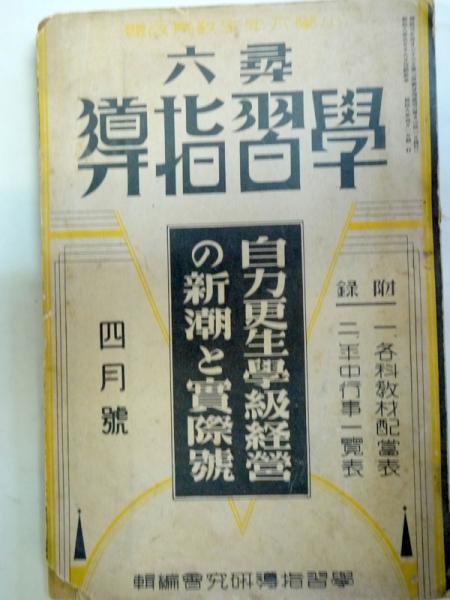 尋六
學習指導
附錄
一、各科教材配當表
二、年中行事一覽表
自力更生學級經營
の新潮と實際號
四月號
學習指導研究會編輯